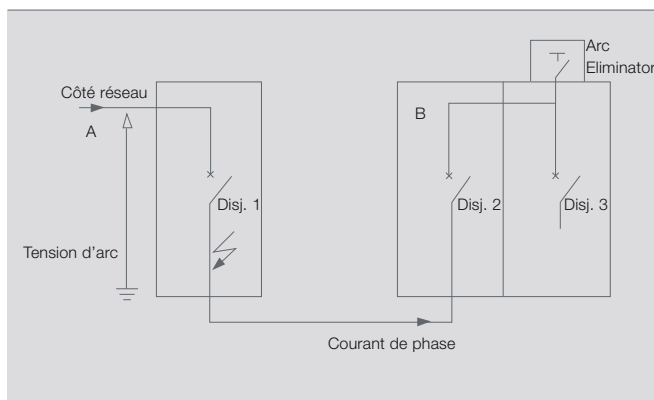 Arc
Eliminator
Côté réseau
A
B
Disj. 1
Disj. 2
Disj. 3
Tension d'arc
Courant de phase